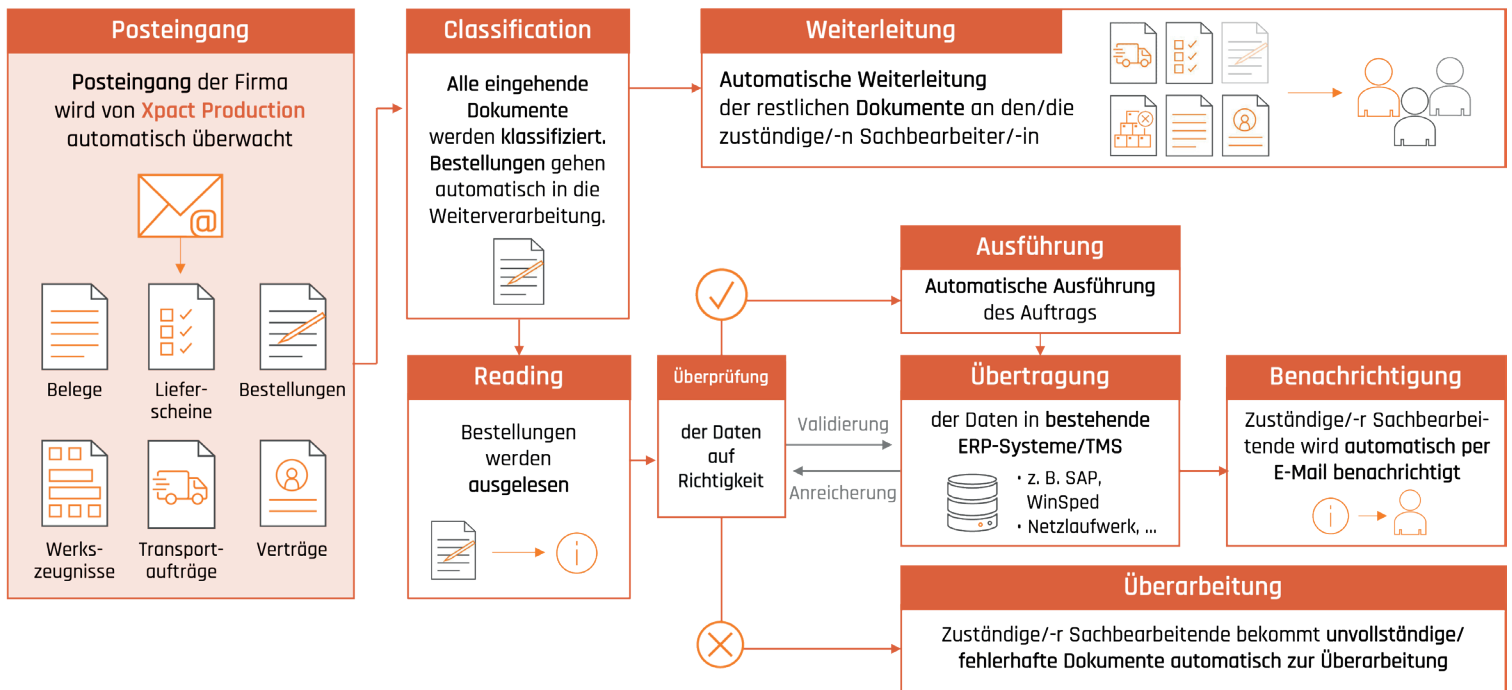 Posteingang
Posteingang der Firma
wird von Xpact Production
automatisch überwacht
@
Belege
Liefer-
scheine
Bestellungen
Werks-
zeugnisse
Transport-
aufträge
Verträge
Classification
Alle eingehende
Dokumente
werden klassifiziert.
Bestellungen gehen
automatisch in die
Weiterverarbeitung.
Weiterleitung
Automatische Weiterleitung
der restlichen Dokumente an den/die
zuständige/-n Sachbearbeiter/-in
Reading
Bestellungen
werden
ausgelesen
i
Überprüfung
der Daten
auf
Richtigkeit
Validierung
Anreicherung
Ausführung
Automatische Ausführung
des Auftrags
Übertragung
der Daten in bestehende
ERP-Systeme/TMS
· z. B. SAP,
WinSped
· Netzlaufwerk, ...
Benachrichtigung
Zuständige/-r Sachbearbei-
tende wird automatisch per
E-Mail benachrichtigt
i
Überarbeitung
Zuständige/-r Sachbearbeitende bekommt unvollständige/
fehlerhafte Dokumente automatisch zur Überarbeitung